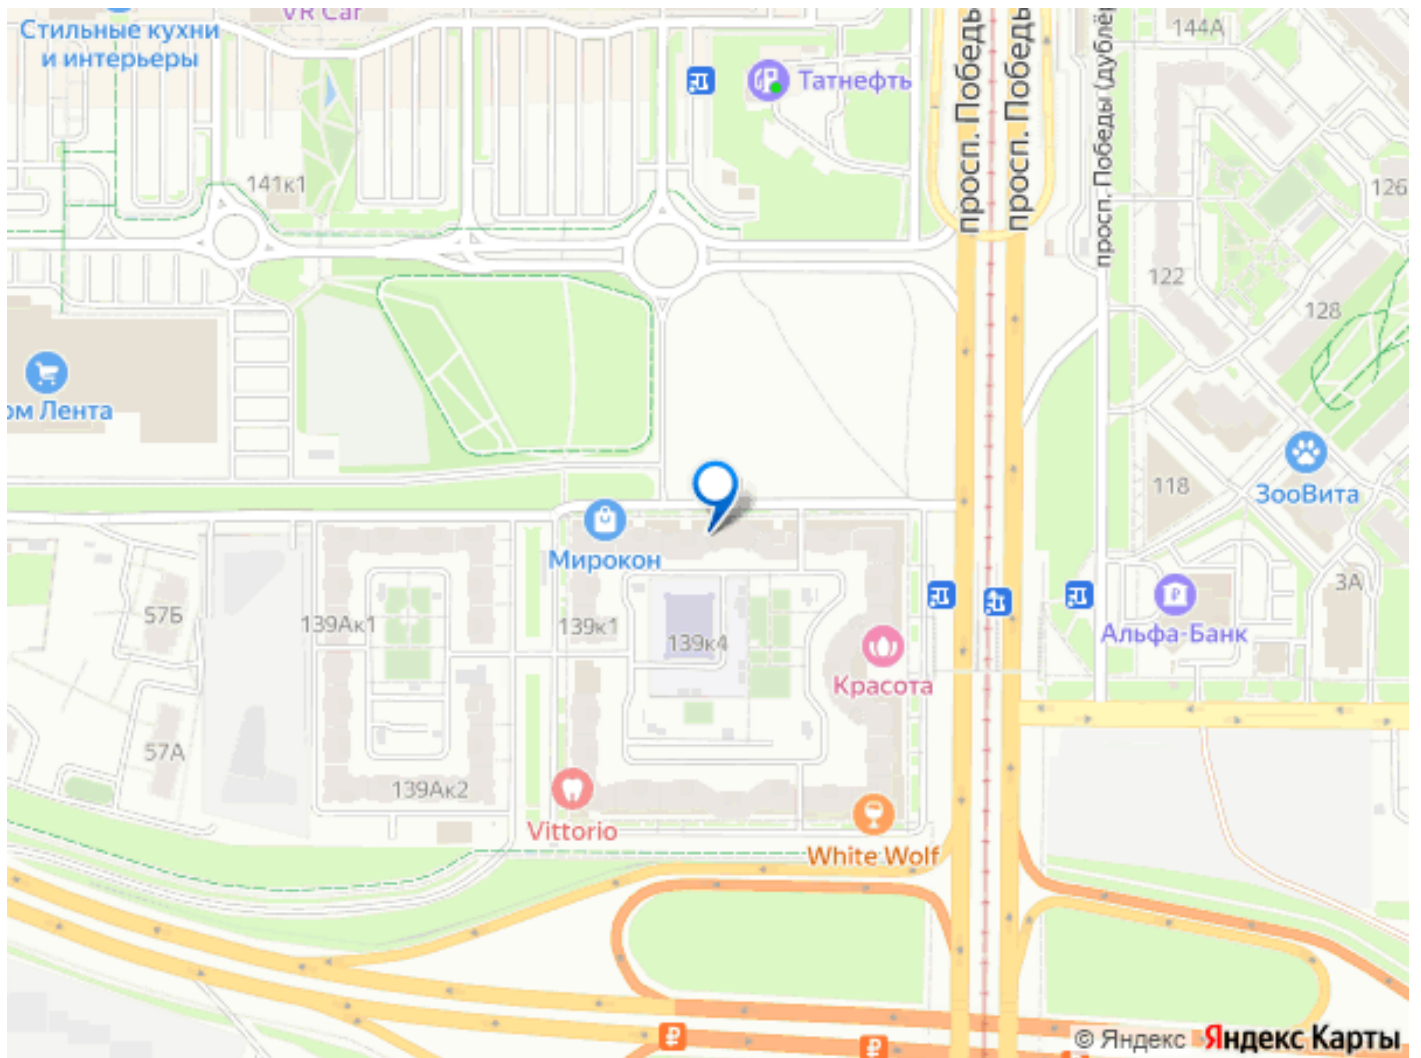 VR Car
Стильные кухни
и интерьеры
144А
Татнефть
просп. Победы
просп. Победы
просп. Победы (дублёр
141к1
126
122
128
ом Лента
118
ЗооВита
Мирокон
57Б
139Ак1
139к1
139к4
3А
Альфа-Банк
Красота
57А
139Ак2
Vittorio
White Wolf
© Яндекс Яндекс Карты